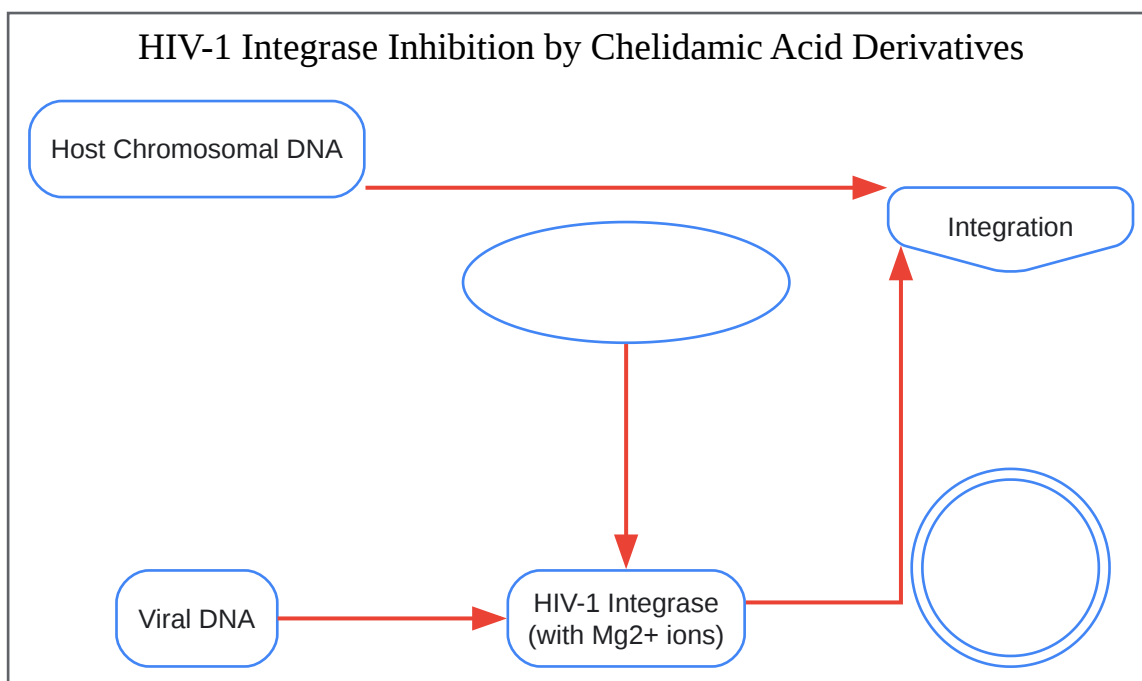 HIV-1 Integrase Inhibition by Chelidamic Acid Derivatives
Host Chromosomal DNA
Integration
Viral DNA
HIV-1 Integrase
(with Mg2+ ions)